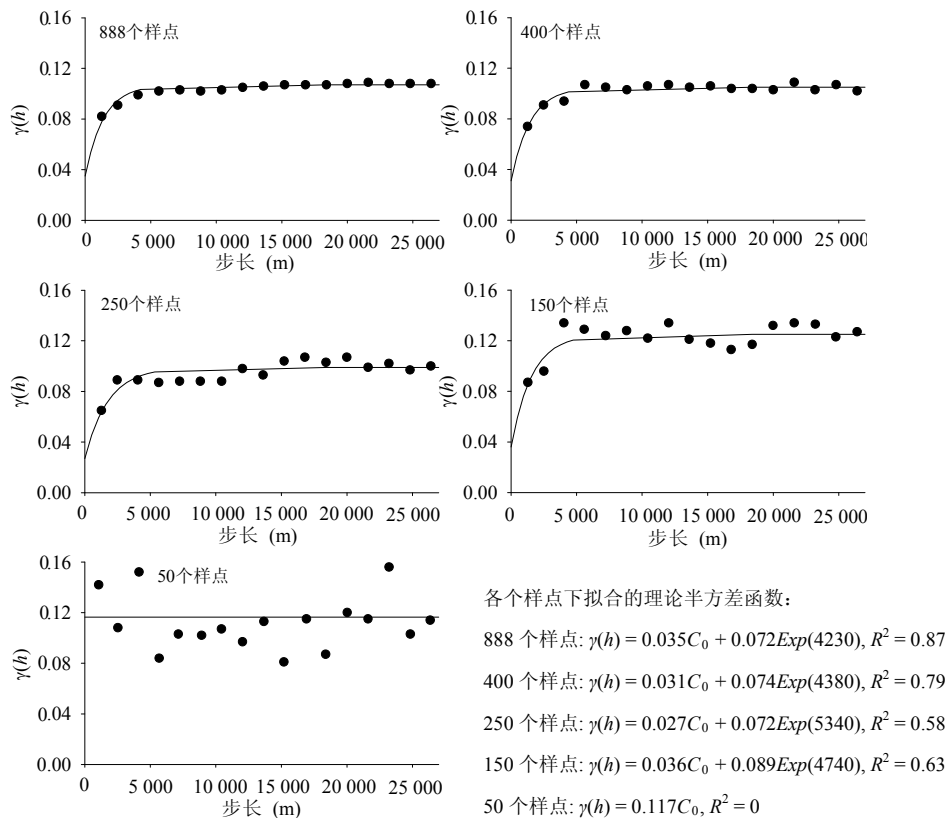 0.16
0.12
0.08
0.04
0.00
γ(h)
888个样点
0 5 000 10 000 15 000 20 000 25 000
步长 (m)
0.16
0.12
0.08
0.04
0.00
γ(h)
400个样点
0 5 000 10 000 15 000 20 000 25 000
步长 (m)
0.16
0.12
0.08
0.04
0.00
γ(h)
250个样点
0 5 000 10 000 15 000 20 000 25 000
步长 (m)
0.16
0.12
0.08
0.04
0.00
γ(h)
150个样点
0 5 000 10 000 15 000 20 000 25 000
步长 (m)
0.16
0.12
0.08
0.04
0.00
γ(h)
50个样点
0 5 000 10 000 15 000 20 000 25 000
步长 (m)
各个样点下拟合的理论半方差函数：
888 个样点: γ(h) = 0.035C₀ + 0.072Exp(4230), R² = 0.87
400 个样点: γ(h) = 0.031C₀ + 0.074Exp(4380), R² = 0.79
250 个样点: γ(h) = 0.027C₀ + 0.072Exp(5340), R² = 0.58
150 个样点: γ(h) = 0.036C₀ + 0.089Exp(4740), R² = 0.63
50 个样点: γ(h) = 0.117C₀, R² = 0